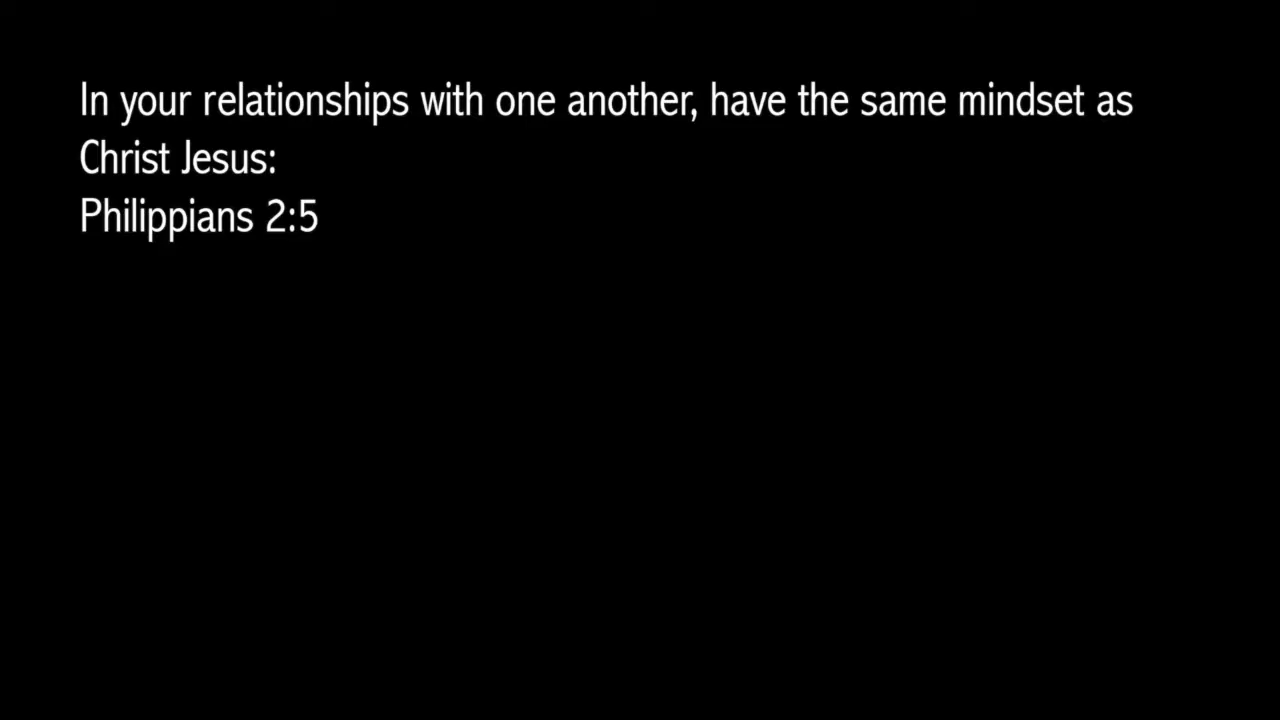 In your relationships with one another, have the same mindset as
Christ Jesus:
Philippians 2:5